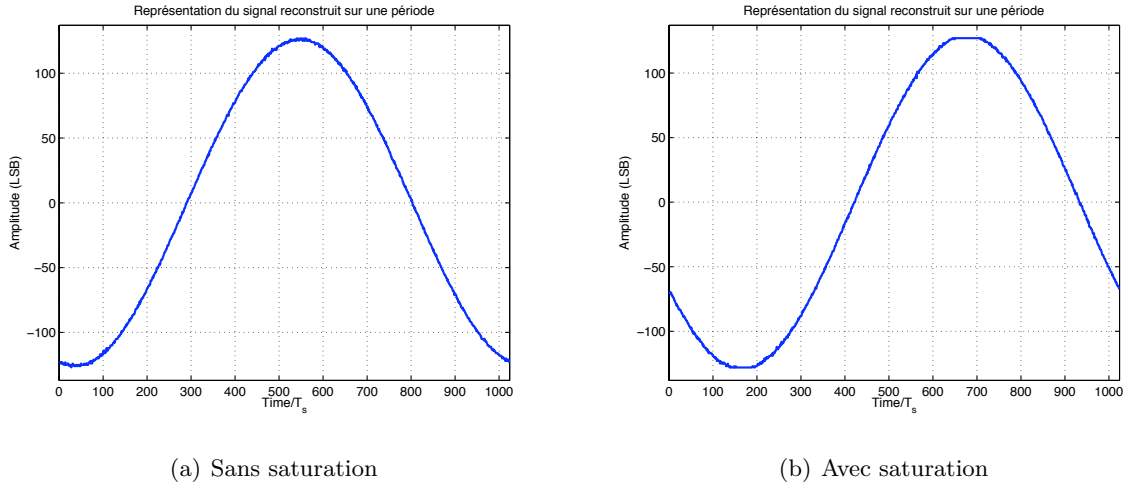 Représentation du signal reconstruit sur une période
Amplitude (LSB)
100
50
0
−50
−100
0 100 200 300 400 500 600 700 800 900 1000
Time/T_s
(a) Sans saturation
Représentation du signal reconstruit sur une période
Amplitude (LSB)
100
50
0
−50
−100
0 100 200 300 400 500 600 700 800 900 1000
Time/T_s
(b) Avec saturation